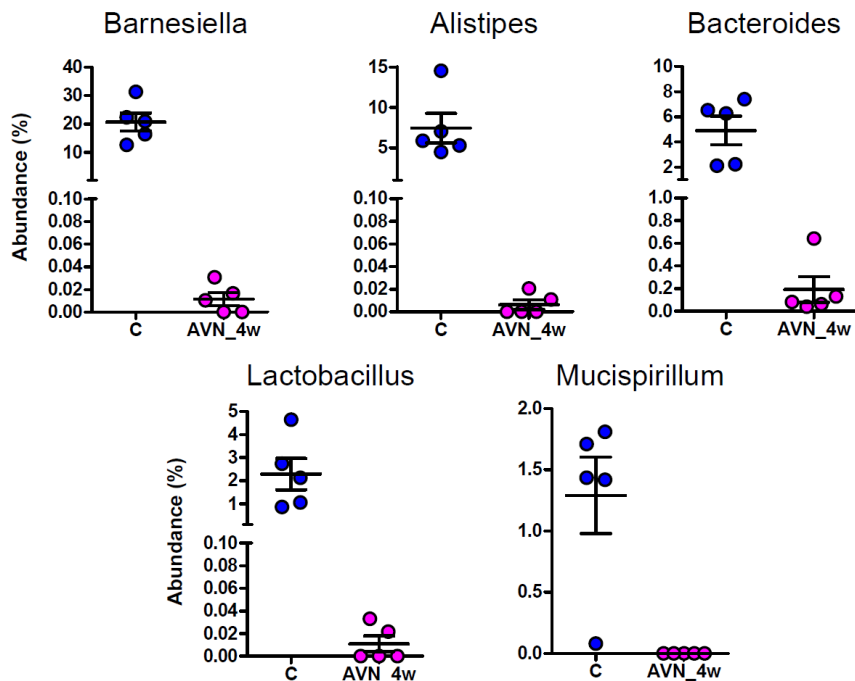 Barnesiella
Alistipes
Bacteroides
Abundance (%)
40
30
20
10
0.10
0.08
0.06
0.04
0.02
0.00
C
AVN_4w
15
10
5
0.10
0.08
0.06
0.04
0.02
0.00
C
AVN_4w
10
8
6
4
2
1.0
0.8
0.6
0.4
0.2
0.0
C
AVN_4w
Lactobacillus
Mucispirillum
Abundance (%)
5
4
3
2
1
0.10
0.08
0.06
0.04
0.02
0.00
C
AVN_4w
2.0
1.5
1.0
0.5
0.0
C
AVN_4w